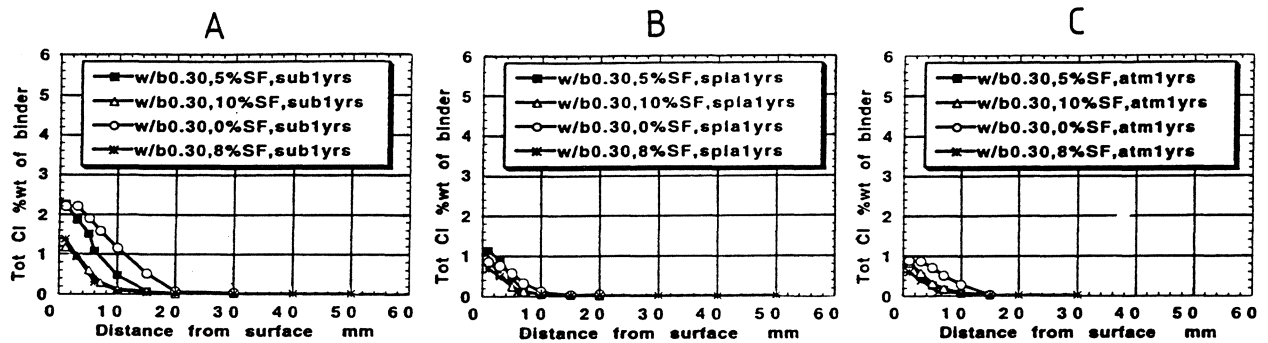 A
6
5
4
3
2
1
0
Tot Cl %wt of binder
w/b0.30,5%SF,sub1yrs
w/b0.30,10%SF,sub1yrs
w/b0.30,0%SF,sub1yrs
w/b0.30,8%SF,sub1yrs
0 10 20 30 40 50 60
Distance from surface mm
B
6
5
4
3
2
1
0
Tot Cl %wt of binder
w/b0.30,5%SF,spla1yrs
w/b0.30,10%SF,spla1yrs
w/b0.30,0%SF,spla1yrs
w/b0.30,8%SF,spla1yrs
0 10 20 30 40 50 60
Distance from surface mm
C
6
5
4
3
2
1
0
Tot Cl %wt of binder
w/b0.30,5%SF,atm1yrs
w/b0.30,10%SF,atm1yrs
w/b0.30,0%SF,atm1yrs
w/b0.30,8%SF,atm1yrs
0 10 20 30 40 50 60
Distance from surface mm